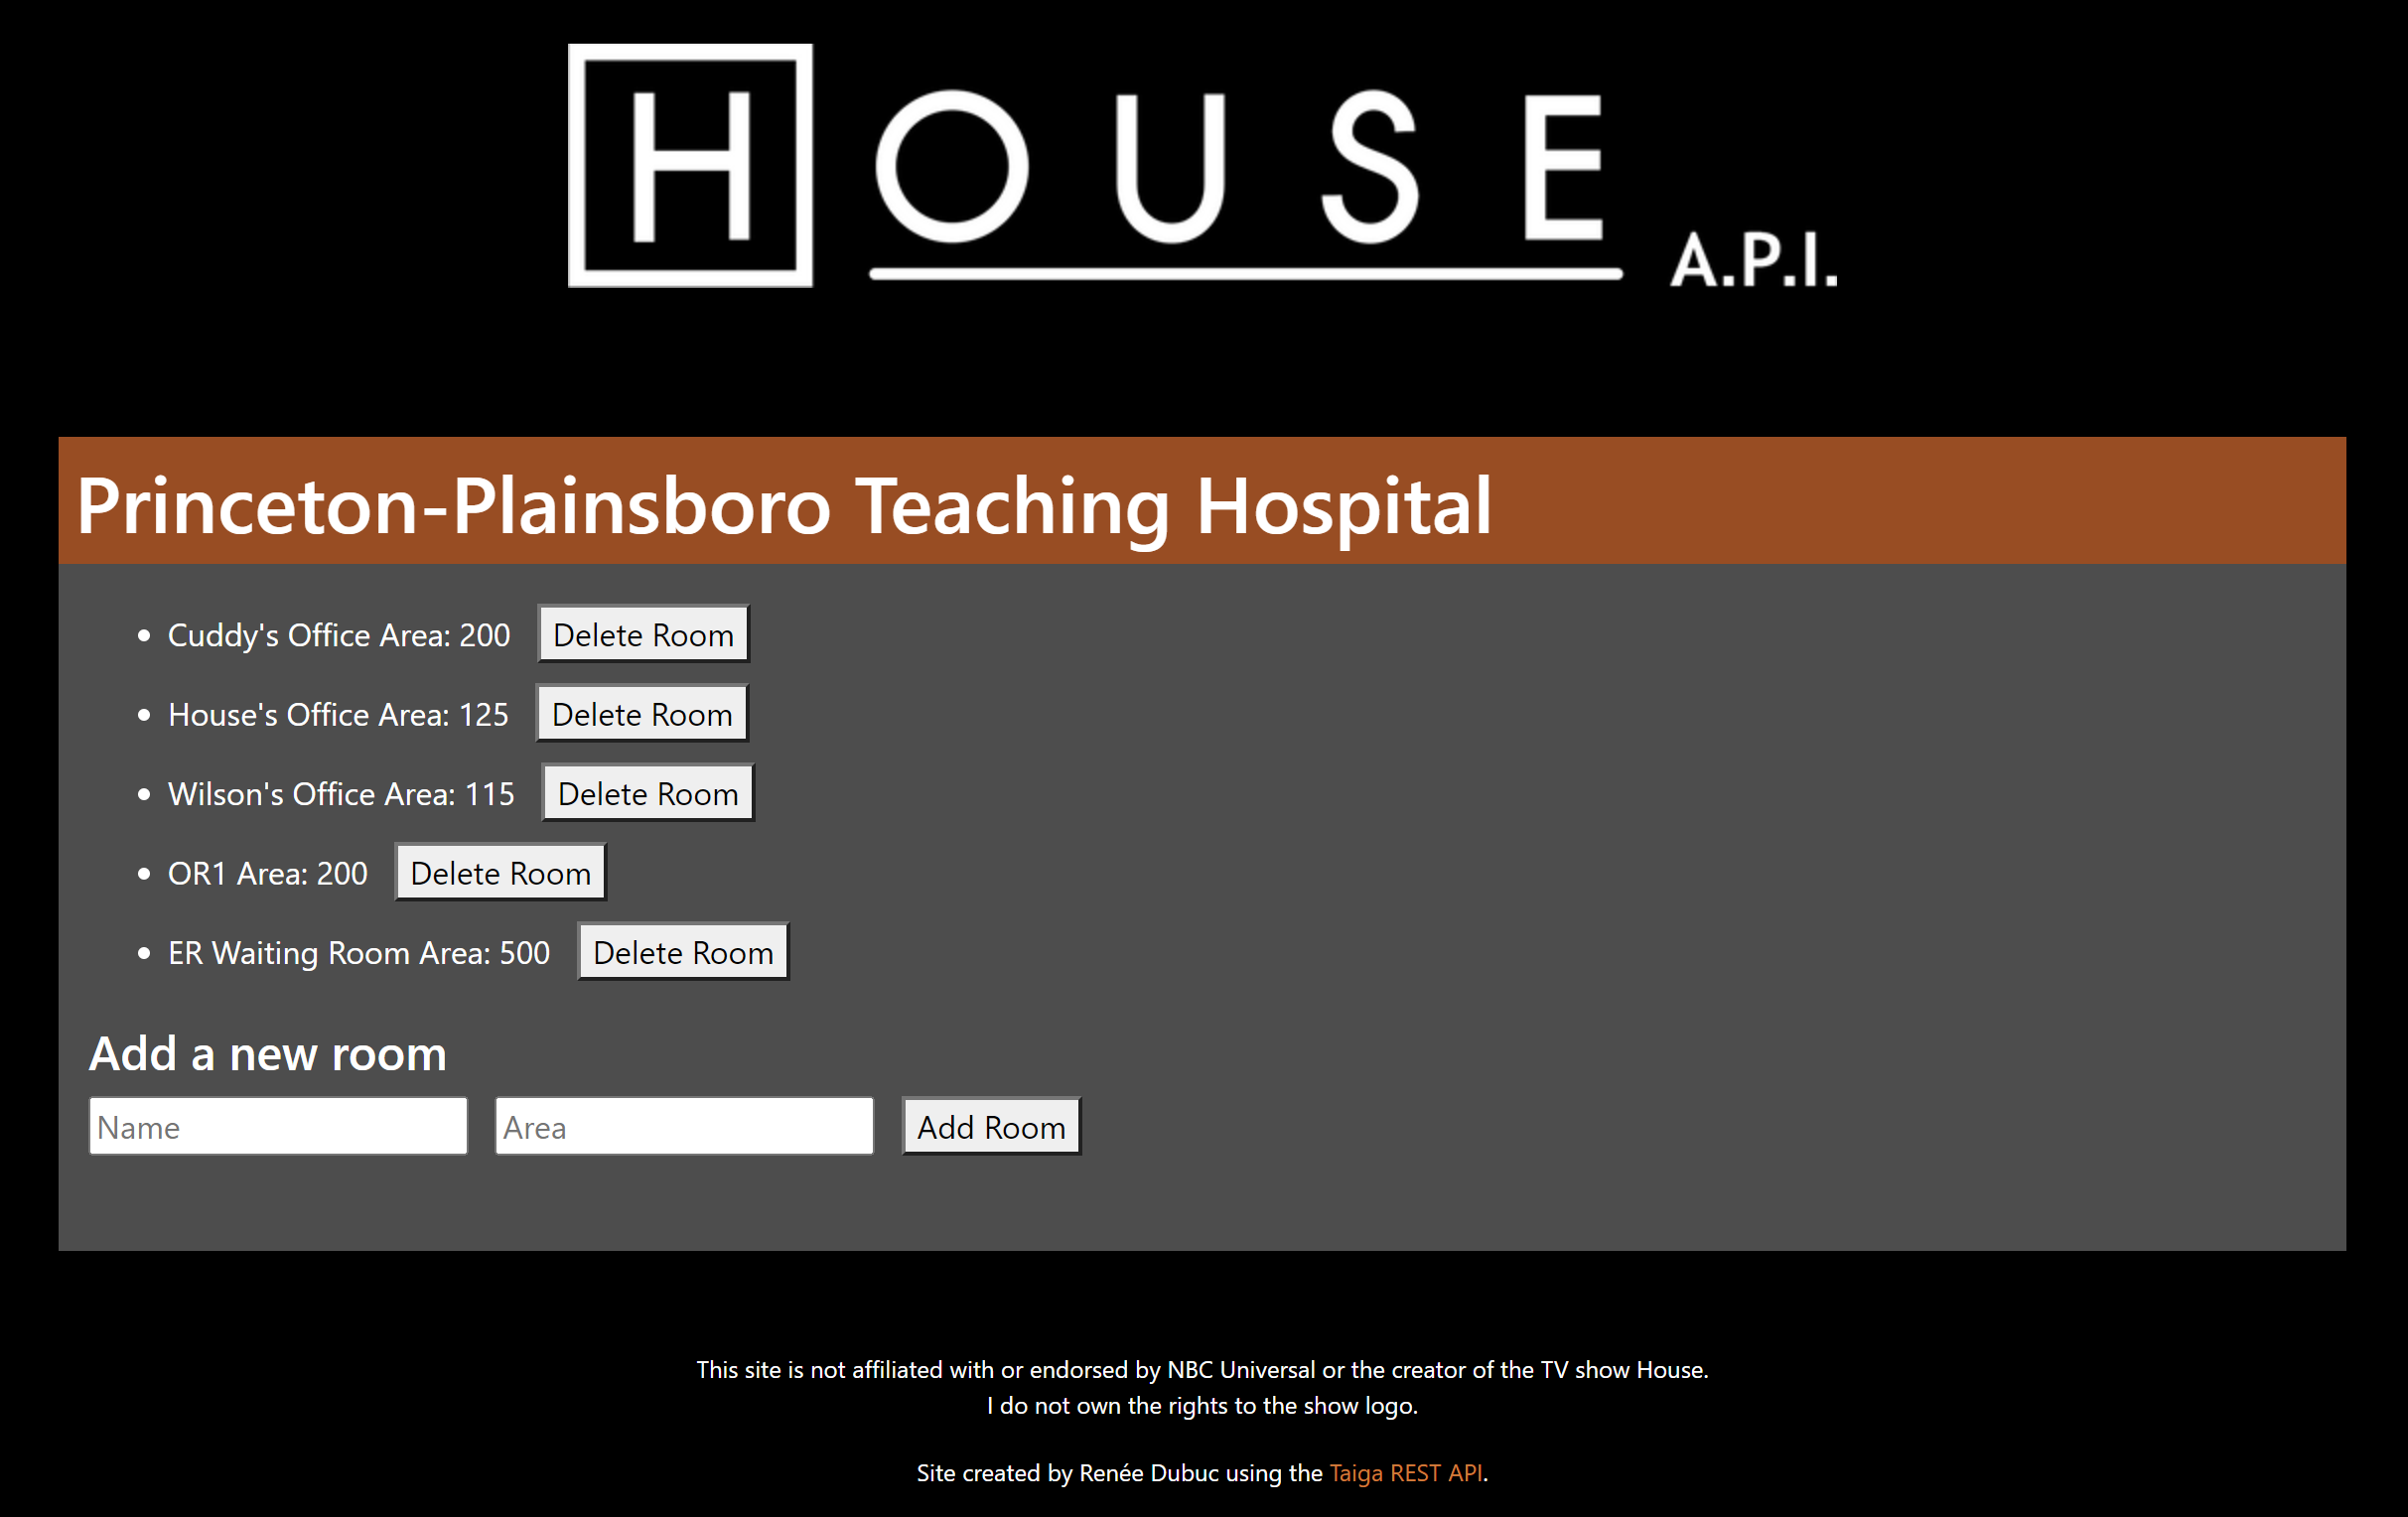 HOUSE A.P.I.
Princeton-Plainsboro Teaching Hospital
Cuddy's Office Area: 200 Delete Room
House's Office Area: 125 Delete Room
Wilson's Office Area: 115 Delete Room
OR1 Area: 200 Delete Room
ER Waiting Room Area: 500 Delete Room
Add a new room
Name Area Add Room
This site is not affiliated with or endorsed by NBC Universal or the creator of the TV show House.
I do not own the rights to the show logo.
Site created by Renée Dubuc using the Taiga REST API.